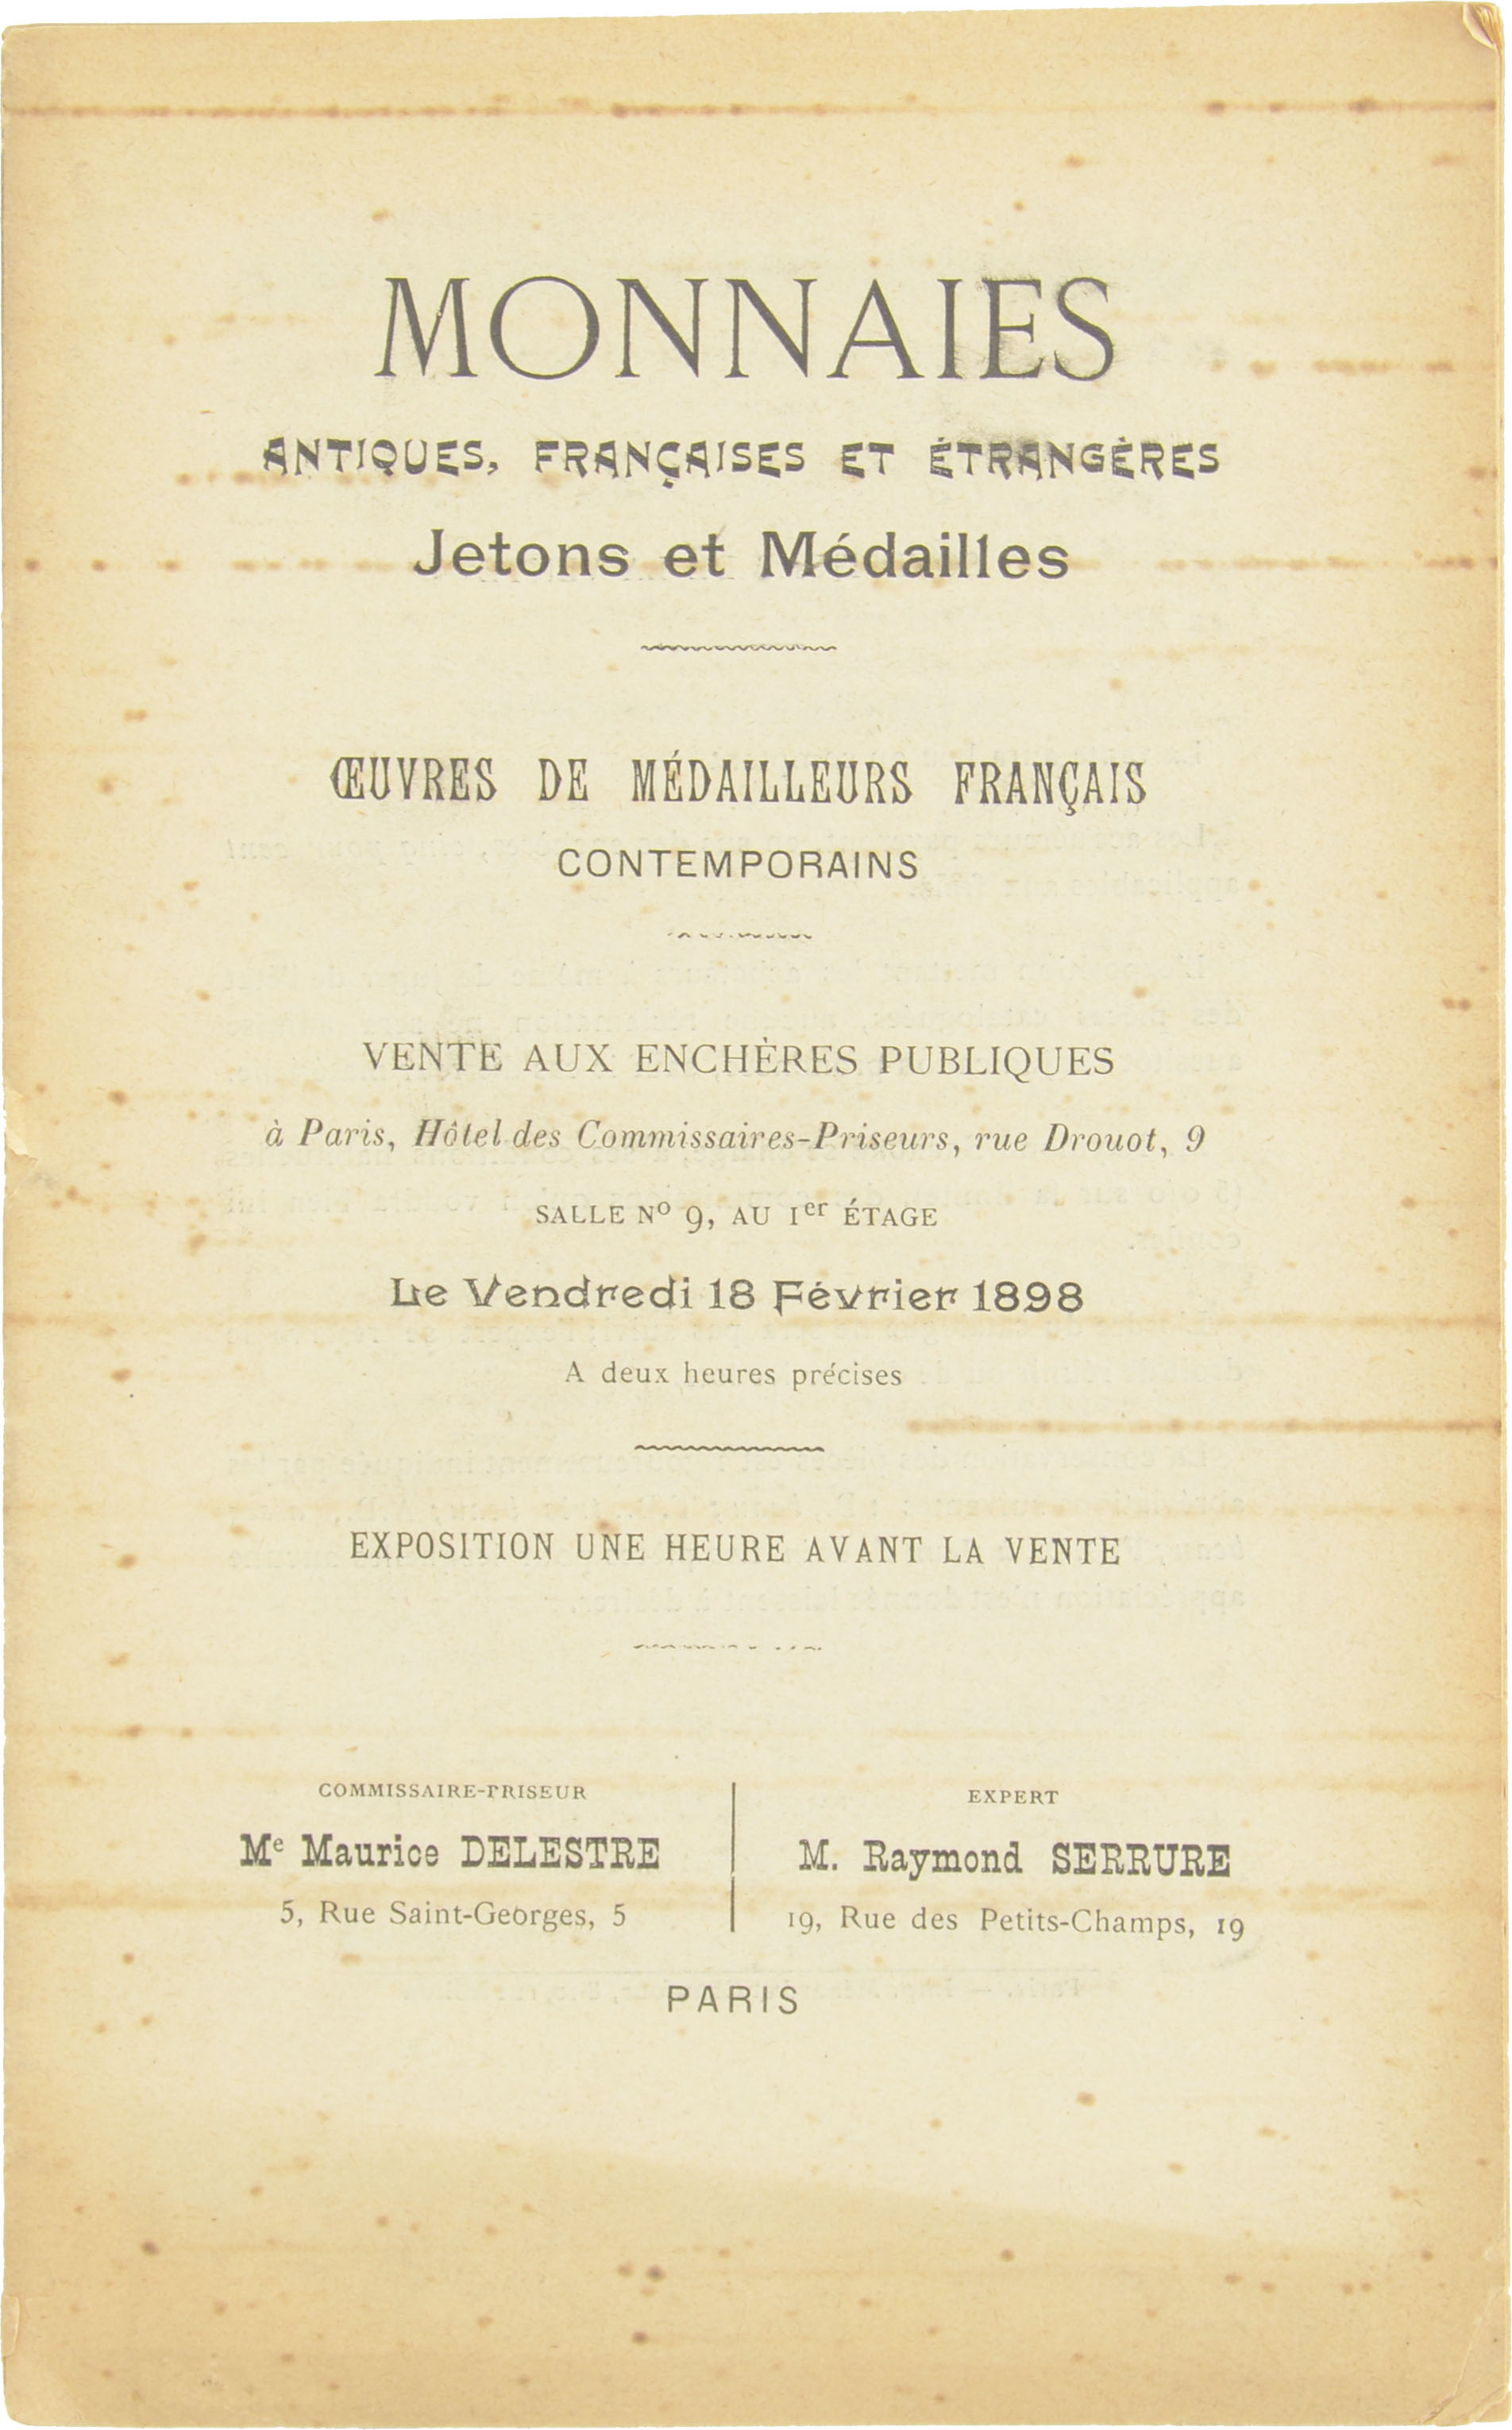 MONNAIES
ANTIQUES, FRANÇAISES ET ÉTRANGÈRES
Jetons et Médailles
ŒUVRES DE MÉDAILLEURS FRANÇAIS
CONTEMPORAINS
VENTE AUX ENCHÈRES PUBLIQUES
à Paris, Hôtel des Commissaires-Priseurs, rue Drouot, 9
SALLE Nº 9, AU 1er ÉTAGE
Le Vendredi 18 Février 1898
A deux heures précises
EXPOSITION UNE HEURE AVANT LA VENTE
COMMISSAIRE-PRISEUR
Me Maurice DELESTRE
5, Rue Saint-Georges, 5
EXPERT
M. Raymond SERRURE
19, Rue des Petits-Champs, 19
PARIS